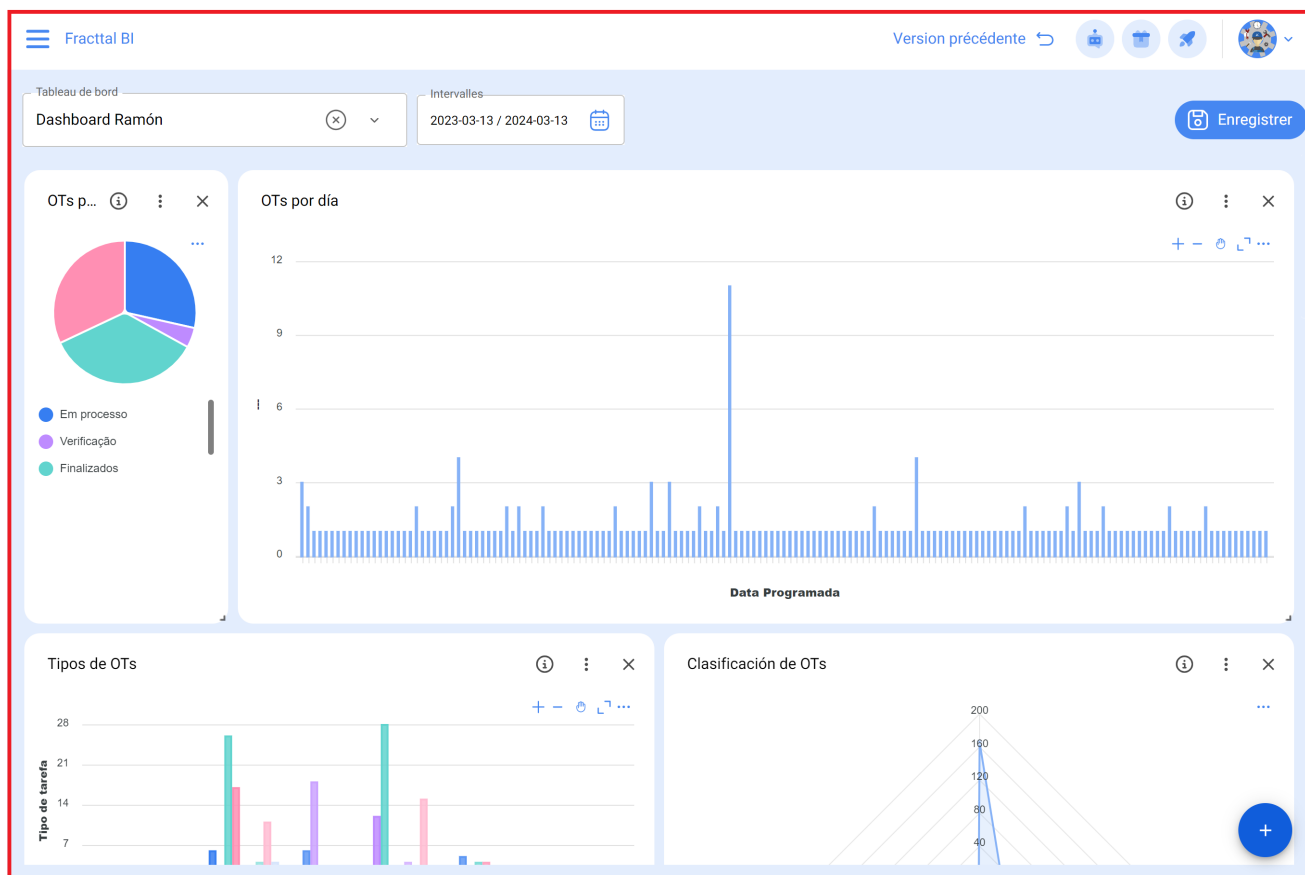 Fracttal BI
Version précédente
Tableau de bord
Dashboard Ramón
Intervalles
2023-03-13 / 2024-03-13
Enregistrer
OTs p...
Em processo
Verificação
Finalizados
OTs por día
12
9
6
3
0
Data Programada
Tipos de OTs
28
21
14
7
Tipo de tarefa
Clasificación de OTs
200
160
120
80
40